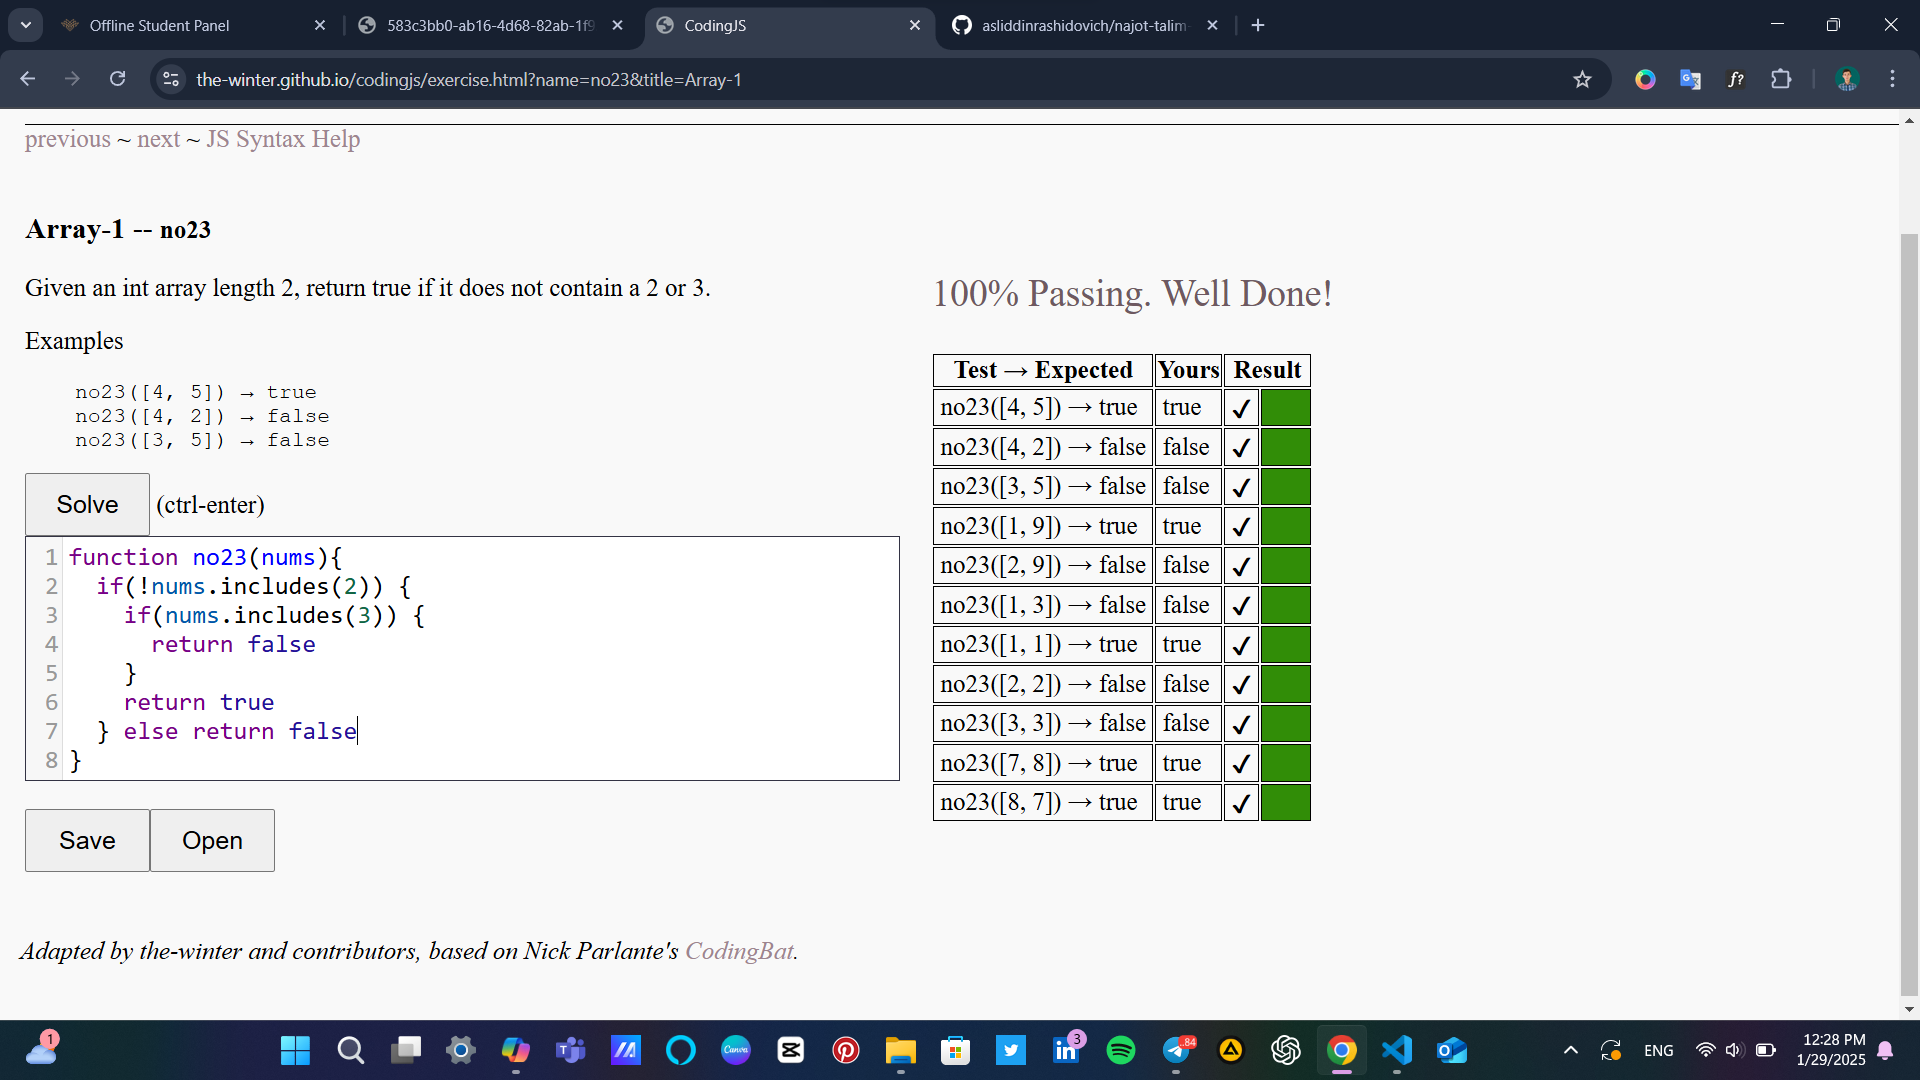 Offline Student Panel
583c3bb0-ab16-4d68-82ab-1f9
CodingJS
asliddinrashidovich/najot-talim
the-winter.github.io/codingjs/exercise.html?name=no23&title=Array-1
previous ~ next ~ JS Syntax Help
Array-1 -- no23
Given an int array length 2, return true if it does not contain a 2 or 3.
Examples
no23([4, 5]) → true
no23([4, 2]) → false
no23([3, 5]) → false
Solve (ctrl-enter)
1 function no23(nums){
2 if(!nums.includes(2)) {
3 if(nums.includes(3)) {
4 return false
5 }
6 return true
7 } else return false
8 }
Save Open
100% Passing. Well Done!
Test → Expected Yours Result
no23([4, 5]) → true true ✔
no23([4, 2]) → false false ✔
no23([3, 5]) → false false ✔
no23([1, 9]) → true true ✔
no23([2, 9]) → false false ✔
no23([1, 3]) → false false ✔
no23([1, 1]) → true true ✔
no23([2, 2]) → false false ✔
no23([3, 3]) → false false ✔
no23([7, 8]) → true true ✔
no23([8, 7]) → true true ✔
Adapted by the-winter and contributors, based on Nick Parlante's CodingBat.
1
Canva
3
84
ENG
12:28 PM
1/29/2025